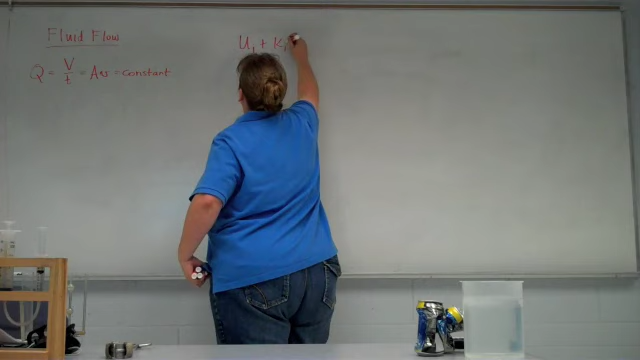 Fluid Flow
Q = V/t = Av = constant
U₁ + K₁